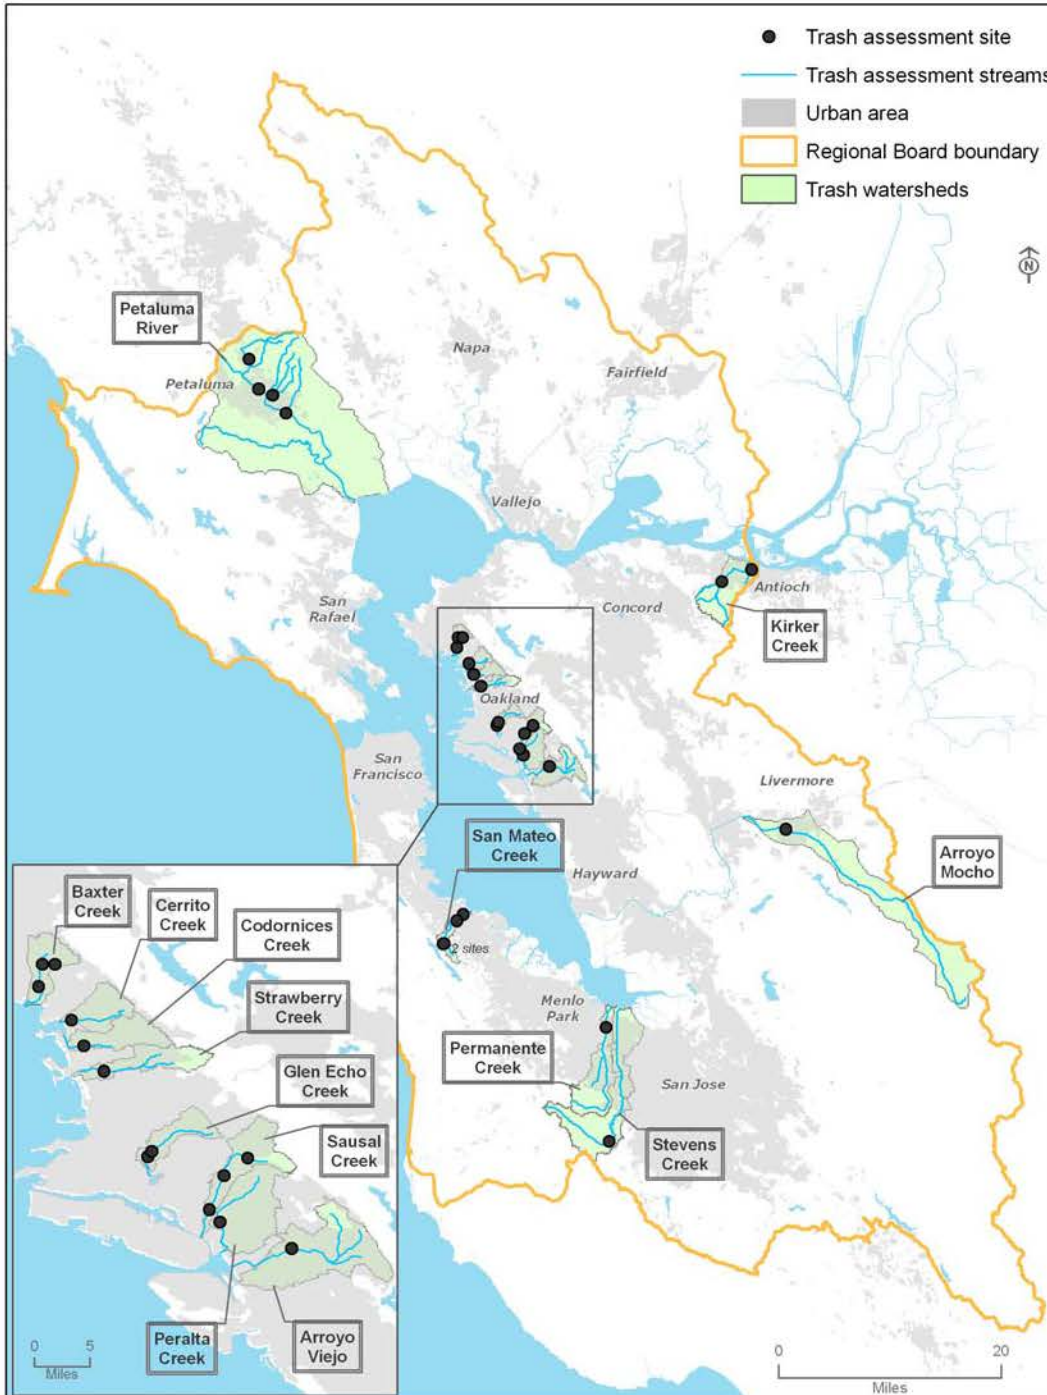 Trash assessment site
Trash assessment streams
Urban area
Regional Board boundary
Trash watersheds
N
Petaluma
River
Napa
Fairfield
Petaluma
Vallejo
San
Rafael
Concord
Antioch
Kirker
Creek
Oakland
San
Francisco
Livermore
San Mateo
Creek
Hayward
Arroyo
Mocho
2 sites
Menlo
Park
Permanente
Creek
San Jose
Stevens
Creek
Baxter
Creek
Cerrito
Creek
Codornices
Creek
Strawberry
Creek
Glen Echo
Creek
Sausal
Creek
Peralta
Creek
Arroyo
Viejo
0 5
Miles
0 20
Miles